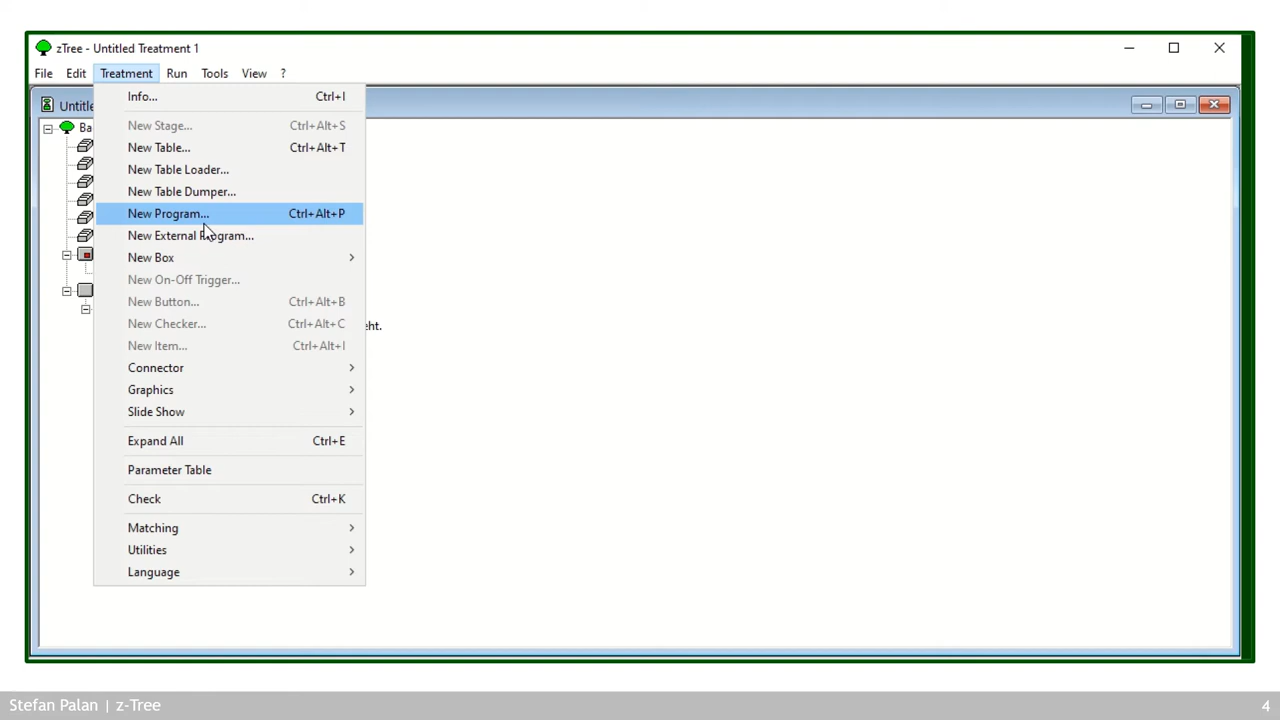 zTree - Untitled Treatment 1
File Edit Treatment Run Tools View ?
Untitle
Ba
Info... Ctrl+I
New Stage... Ctrl+Alt+S
New Table... Ctrl+Alt+T
New Table Loader...
New Table Dumper...
New Program... Ctrl+Alt+P
New External Program...
New Box
New On-Off Trigger...
New Button... Ctrl+Alt+B
New Checker... Ctrl+Alt+C
eht.
New Item... Ctrl+Alt+I
Connector
Graphics
Slide Show
Expand All Ctrl+E
Parameter Table
Check Ctrl+K
Matching
Utilities
Language
Stefan Palan | z-Tree 4